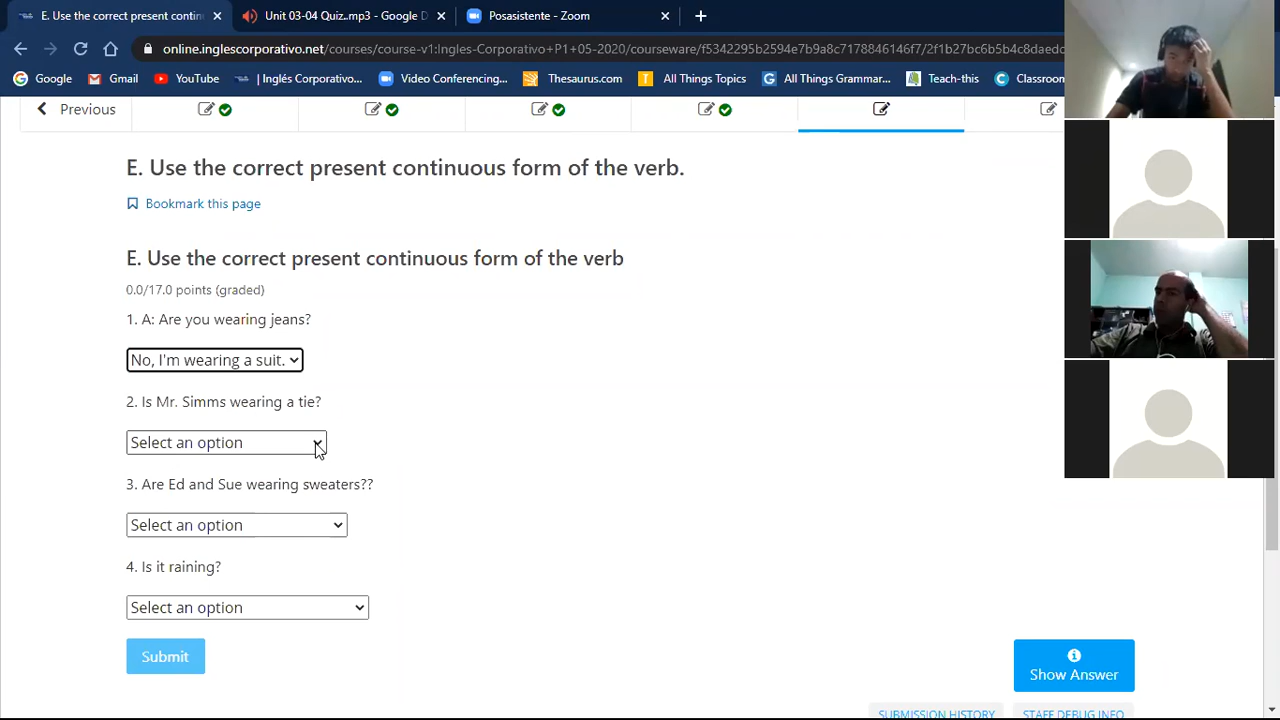 E. Use the correct present contin
Unit 03-04 Quiz..mp3 - Google D
Posasistente - Zoom
online.inglescorporativo.net/courses/course-v1:Ingles-Corporativo+P1+05-2020/courseware/f5342295b2594e7b9a8c7178846146f7/2f1b27bc6b5b4c8daedc
Google
Gmail
YouTube
| Inglés Corporativo...
Video Conferencing...
Thesaurus.com
All Things Topics
All Things Grammar...
Teach-this
Classroom
Previous
E. Use the correct present continuous form of the verb.
Bookmark this page
E. Use the correct present continuous form of the verb
0.0/17.0 points (graded)
1. A: Are you wearing jeans?
No, I'm wearing a suit.
2. Is Mr. Simms wearing a tie?
Select an option
3. Are Ed and Sue wearing sweaters??
Select an option
4. Is it raining?
Select an option
Submit
Show Answer
SUBMISSION HISTORY
STAFF DEBUG INFO